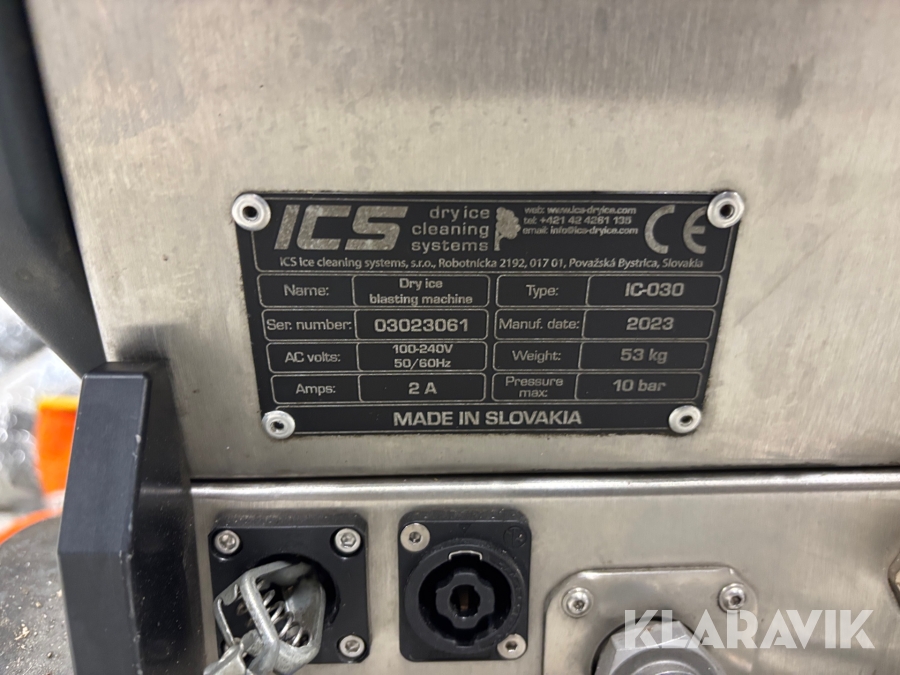 ICS
dry ice
cleaning
systems
web: www.ics-dryice.com
tel: +421 42 4261 135
email: info@ics-dryice.com
CE
ICS Ice cleaning systems, s.r.o., Robotnícka 2192, 017 01, Považská Bystrica, Slovakia
Name: Dry ice blasting machine
Type: IC-030
Ser. number: 03023061
Manuf. date: 2023
AC volts: 100-240V 50/60Hz
Weight: 53 kg
Amps: 2 A
Pressure max: 10 bar
MADE IN SLOVAKIA
KLARAVIK